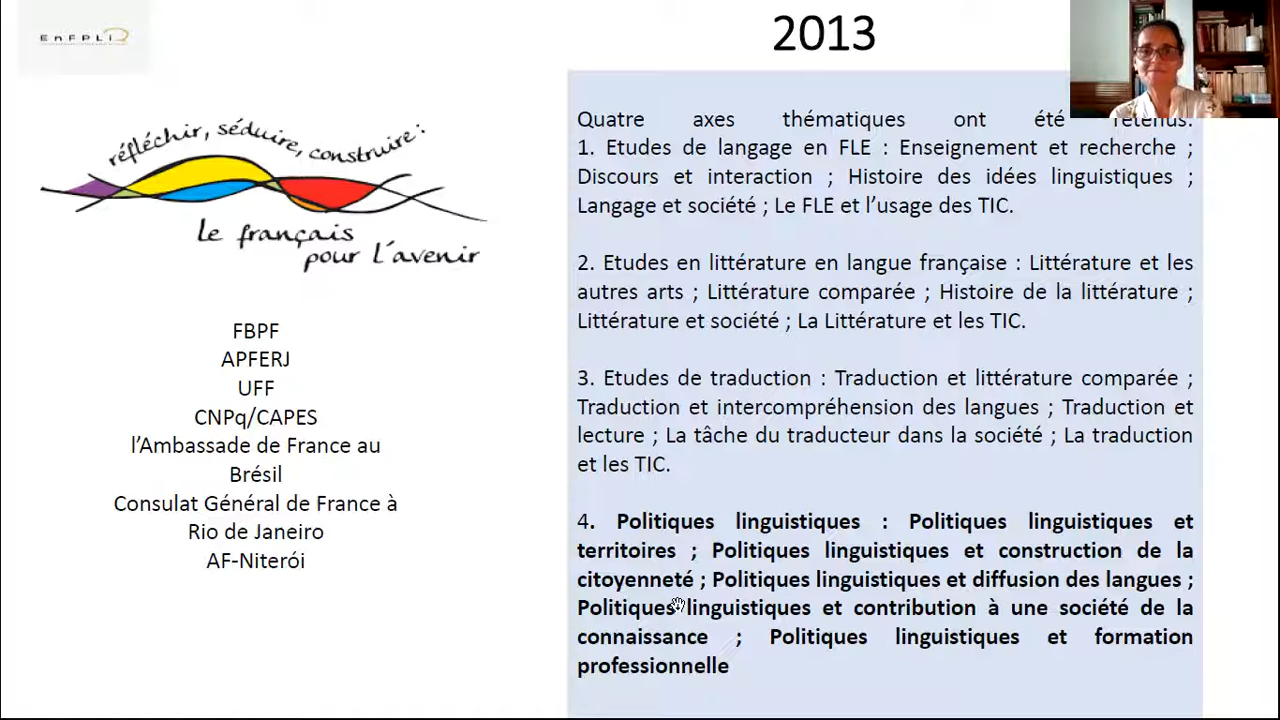 EnFPLi
2013
réfléchir, séduire, construire :
le français
pour l'avenir
FBPF
APFERJ
UFF
CNPq/CAPES
l’Ambassade de France au
Brésil
Consulat Général de France à
Rio de Janeiro
AF-Niterói
Quatre axes thématiques ont été retenus.
1. Etudes de langage en FLE : Enseignement et recherche ;
Discours et interaction ; Histoire des idées linguistiques ;
Langage et société ; Le FLE et l’usage des TIC.
2. Etudes en littérature en langue française : Littérature et les
autres arts ; Littérature comparée ; Histoire de la littérature ;
Littérature et société ; La Littérature et les TIC.
3. Etudes de traduction : Traduction et littérature comparée ;
Traduction et intercompréhension des langues ; Traduction et
lecture ; La tâche du traducteur dans la société ; La traduction
et les TIC.
4. Politiques linguistiques : Politiques linguistiques et
territoires ; Politiques linguistiques et construction de la
citoyenneté ; Politiques linguistiques et diffusion des langues ;
Politiques linguistiques et contribution à une société de la
connaissance ; Politiques linguistiques et formation
professionnelle